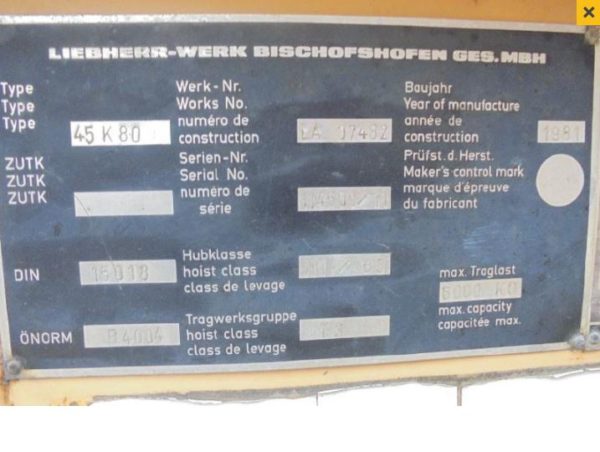 LIEBHERR-WERK BISCHOFSHOFEN GES.MBH
Type
Type
Type
45 K 80
Werk-Nr.
Works No.
numéro de
construction
Baujahr
Year of manufacture
année de
construction
1981
ZUTK
ZUTK
ZUTK
Serien-Nr.
Serial No.
numéro de
série
Prüfst. d. Herst.
Maker's control mark
marque d'épreuve
du fabricant
DIN
15018
Hubklasse
hoist class
class de levage
max. Traglast
6000 KG
max. capacity
capacitée max.
ÖNORM
B4004
Tragwerksgruppe
hoist class
class de levage